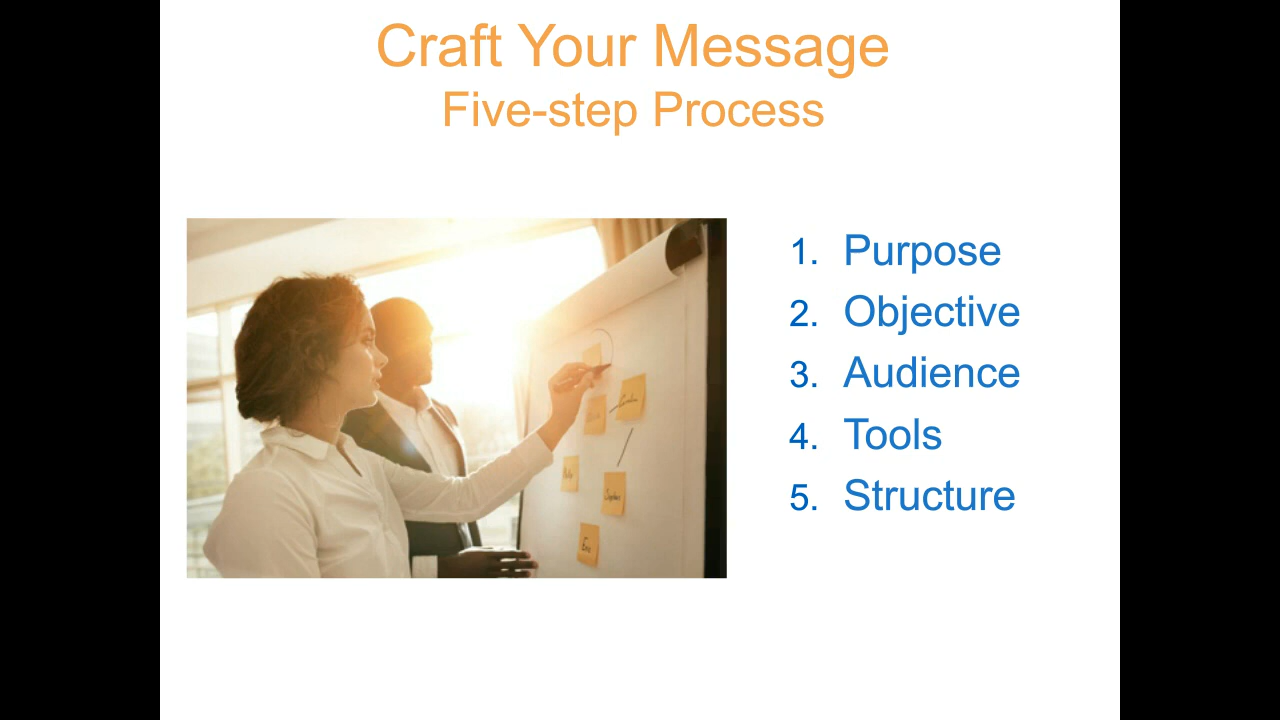 Craft Your Message
Five-step Process
1. Purpose
2. Objective
3. Audience
4. Tools
5. Structure